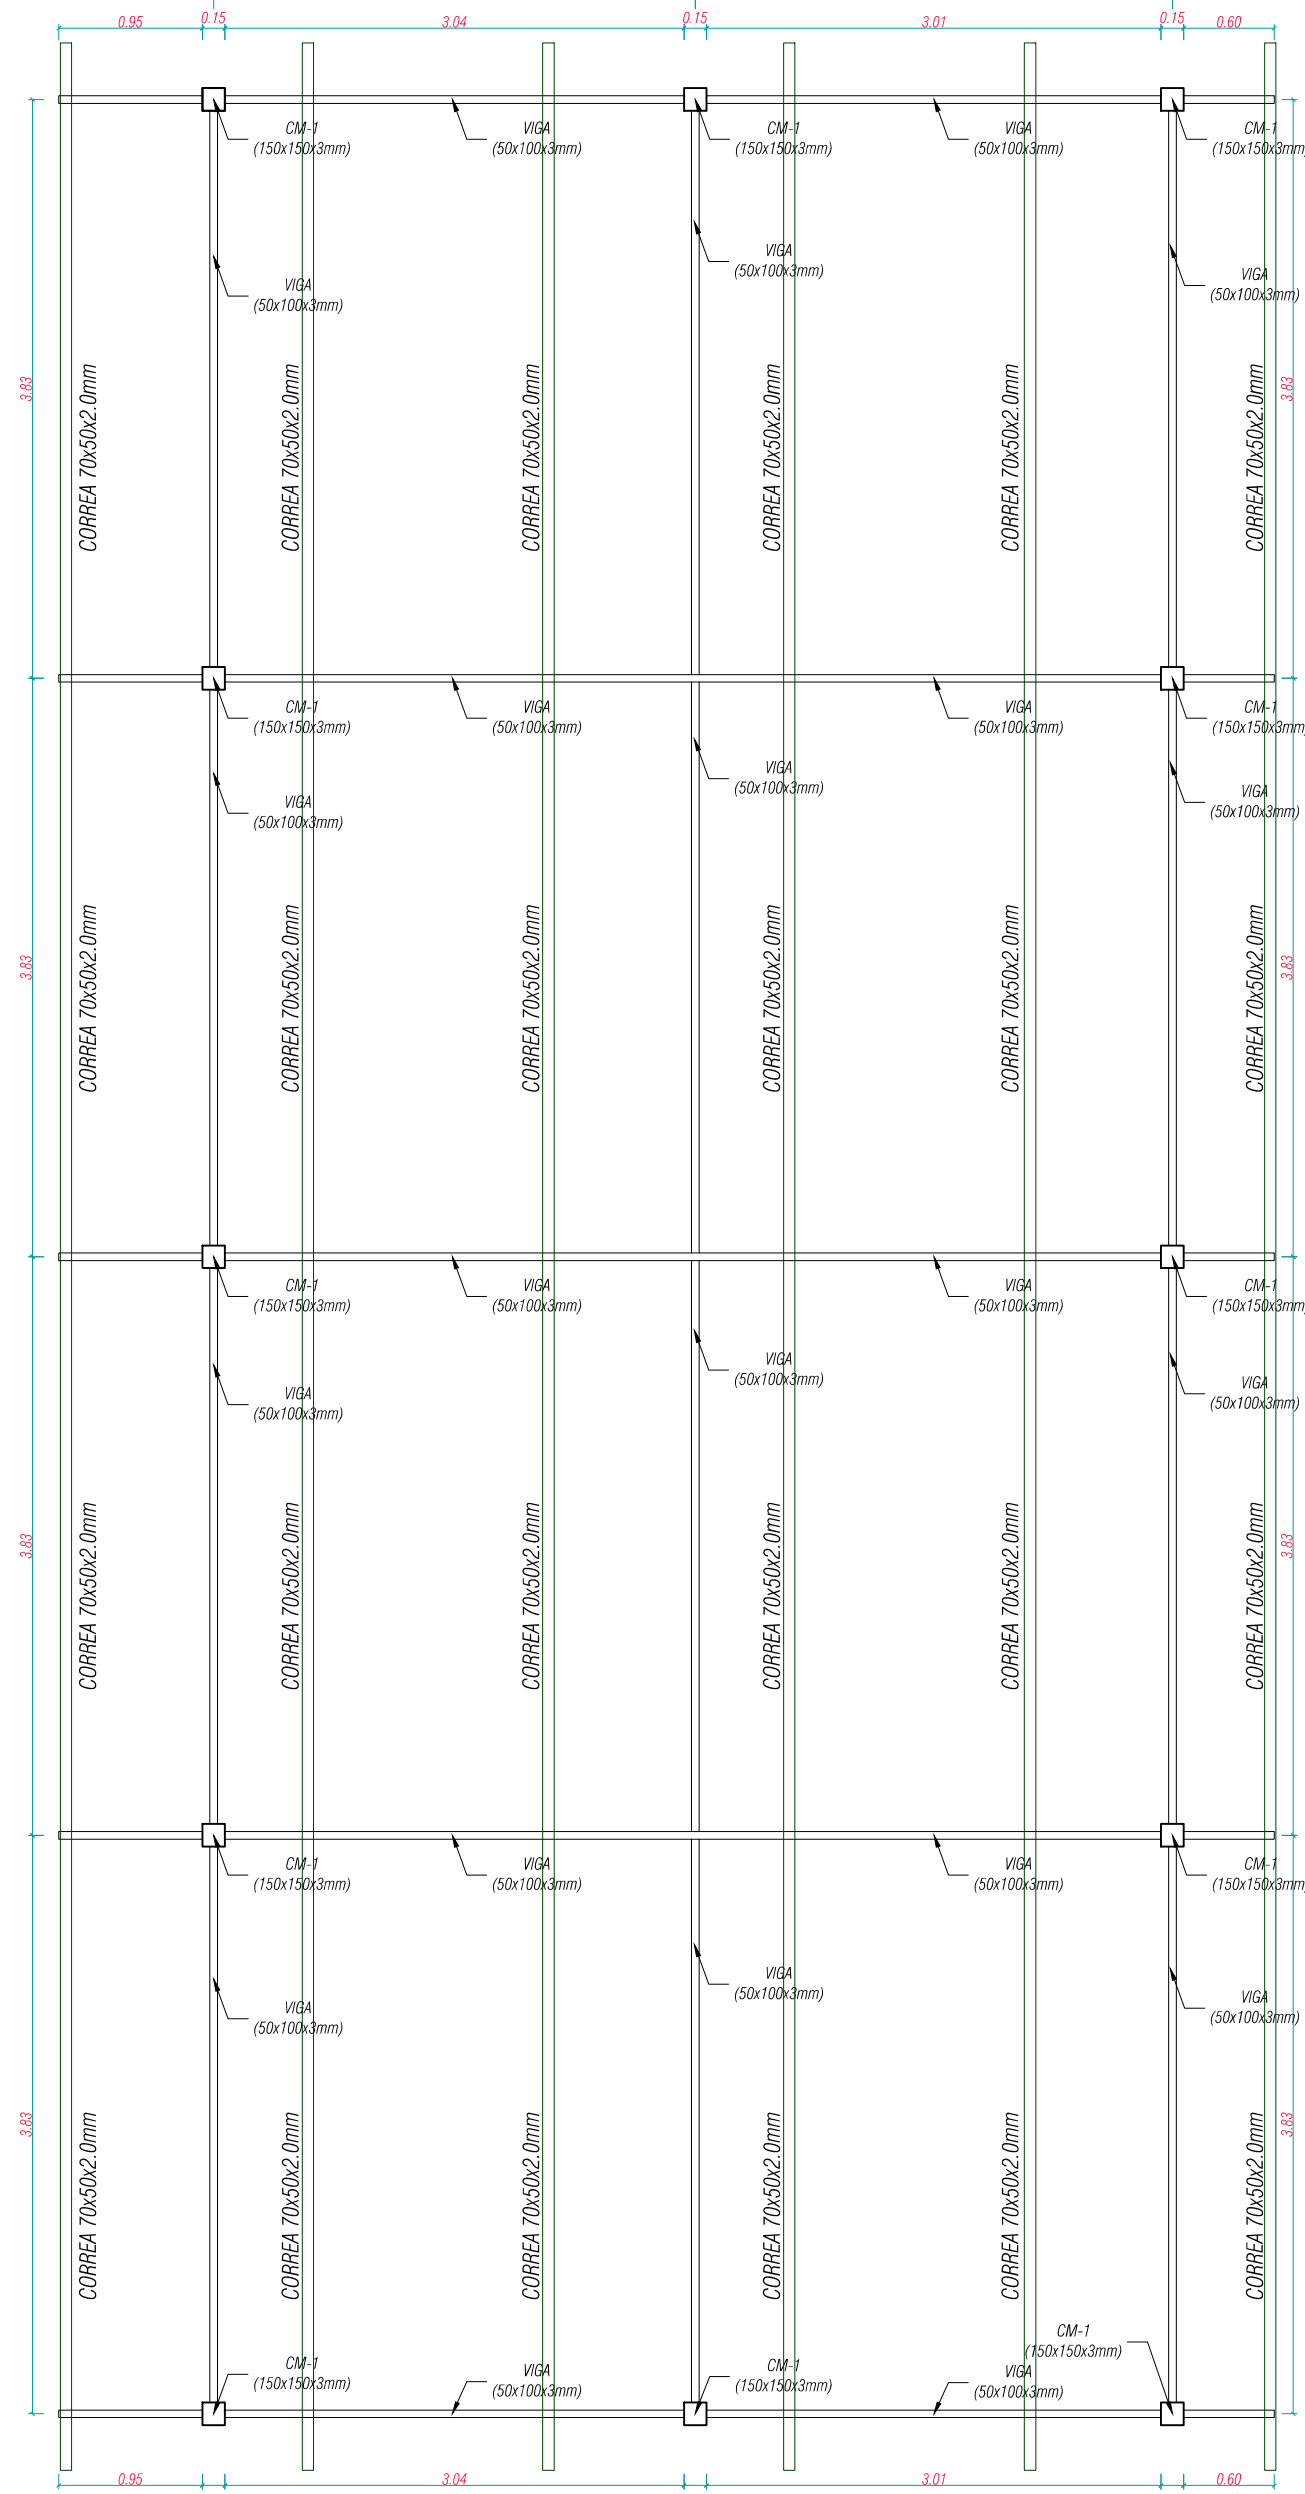 0.95 0.15 3.04 0.15 3.01 0.15 0.60
CM-1 VIGA CM-1 VIGA CM-1
(150x150x3mm) (50x100x3mm) (150x150x3mm) (50x100x3mm) (150x150x3mm)
VIGA
(50x100x3mm)
VIGA
(50x100x3mm)
VIGA
(50x100x3mm)
3.83 3.83
CORREA 70x50x2.0mm CORREA 70x50x2.0mm CORREA 70x50x2.0mm CORREA 70x50x2.0mm CORREA 70x50x2.0mm CORREA 70x50x2.0mm
CM-1 VIGA VIGA CM-1
(150x150x3mm) (50x100x3mm) (50x100x3mm) (150x150x3mm)
VIGA
(50x100x3mm)
VIGA
(50x100x3mm)
VIGA
(50x100x3mm)
3.83 3.83
CORREA 70x50x2.0mm CORREA 70x50x2.0mm CORREA 70x50x2.0mm CORREA 70x50x2.0mm CORREA 70x50x2.0mm CORREA 70x50x2.0mm
CM-1 VIGA VIGA CM-1
(150x150x3mm) (50x100x3mm) (50x100x3mm) (150x150x3mm)
VIGA
(50x100x3mm)
VIGA
(50x100x3mm)
VIGA
(50x100x3mm)
3.83 3.83
CORREA 70x50x2.0mm CORREA 70x50x2.0mm CORREA 70x50x2.0mm CORREA 70x50x2.0mm CORREA 70x50x2.0mm CORREA 70x50x2.0mm
CM-1 VIGA VIGA CM-1
(150x150x3mm) (50x100x3mm) (50x100x3mm) (150x150x3mm)
VIGA
(50x100x3mm)
VIGA
(50x100x3mm)
VIGA
(50x100x3mm)
3.83 3.83
CORREA 70x50x2.0mm CORREA 70x50x2.0mm CORREA 70x50x2.0mm CORREA 70x50x2.0mm CORREA 70x50x2.0mm CORREA 70x50x2.0mm
CM-1
(150x150x3mm)
CM-1 VIGA CM-1 VIGA
(150x150x3mm) (50x100x3mm) (150x150x3mm) (50x100x3mm)
0.95 3.04 3.01 0.60